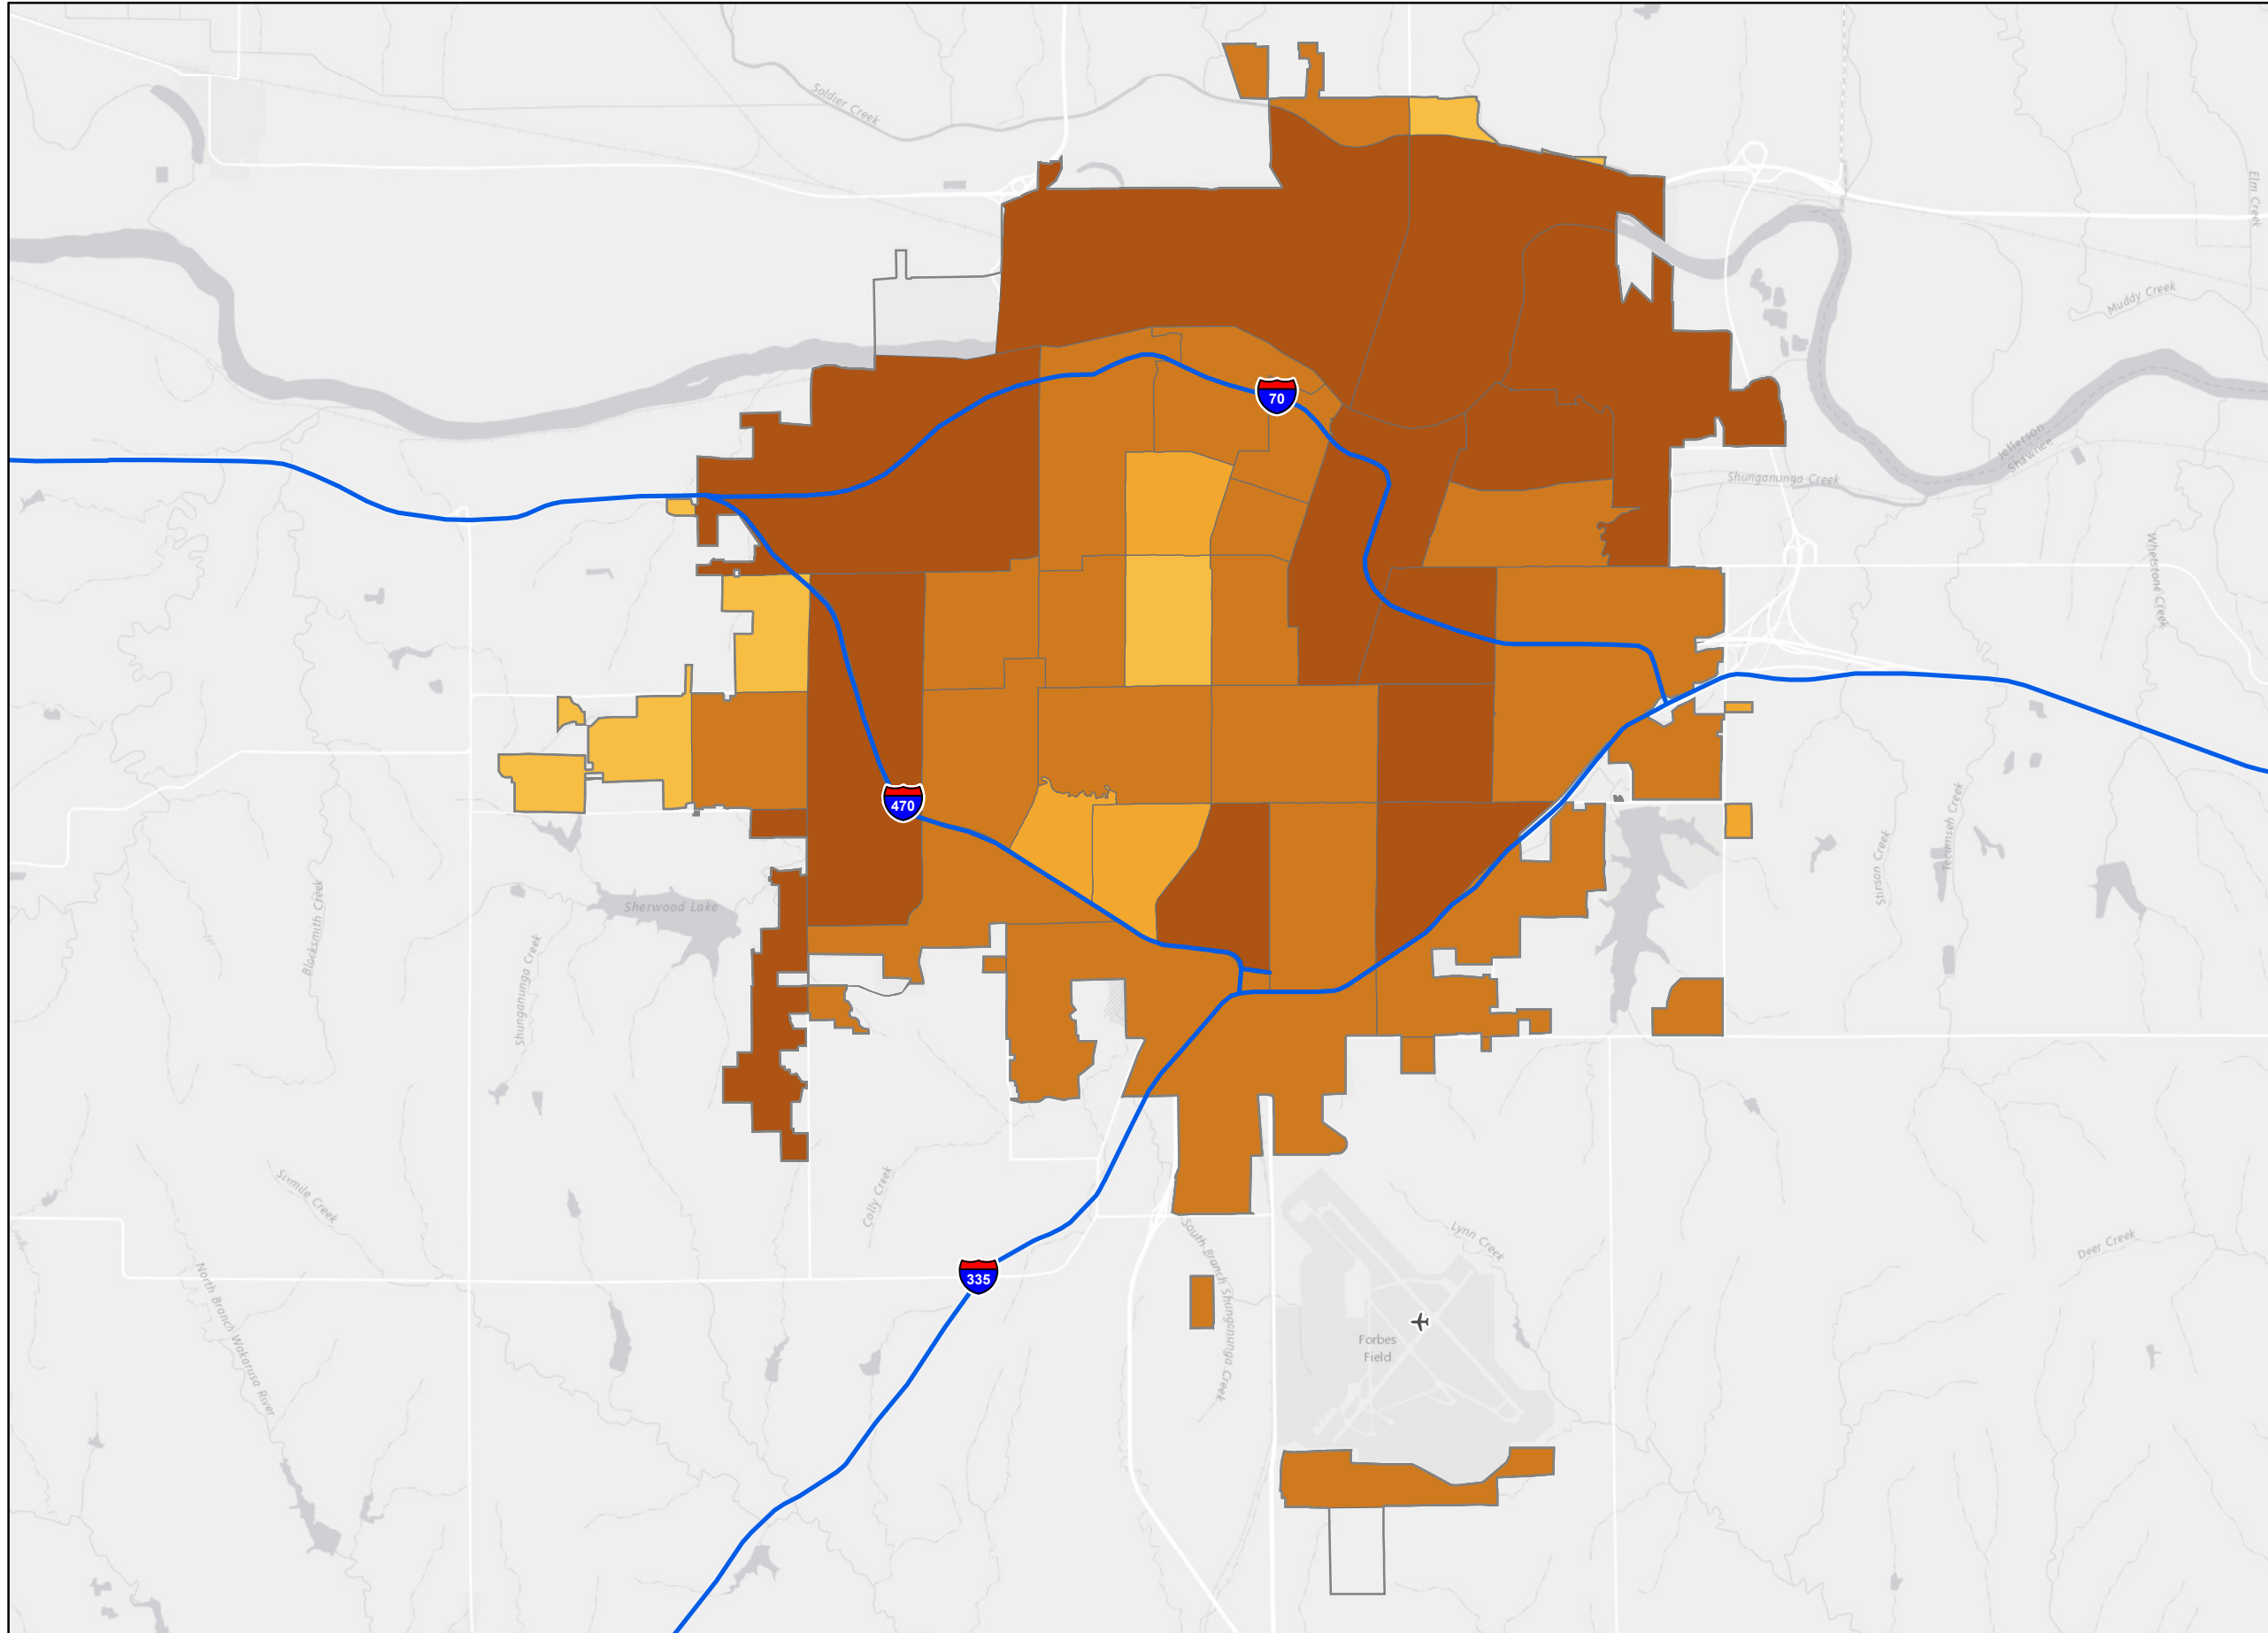 Soldier Creek
Elm Creek
Muddy Creek
70
Jefferson
Shawnee
Shunganunga Creek
Whetstone Creek
470
Stinson Creek
Tecumseh Creek
Blacksmith Creek
Sherwood Lake
Shunganunga Creek
Sixmile Creek
Colly Creek
South Branch Shunganunga Creek
Lynn Creek
Deer Creek
North Branch Wakarusa River
335
Forbes
Field